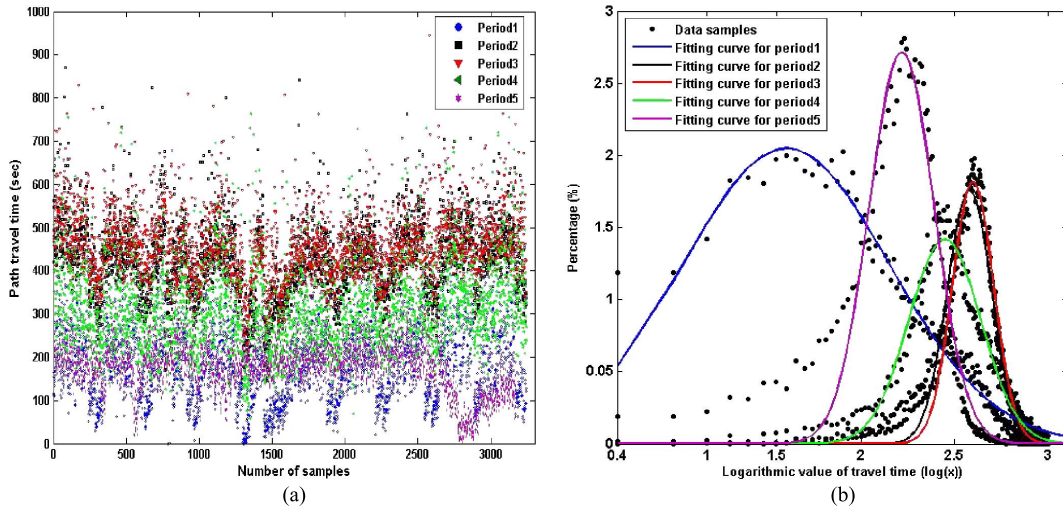 1000
900
800
700
600
500
400
300
200
100
0
Path travel time (sec)
Period1
Period2
Period3
Period4
Period5
0
500
1000
1500
2000
2500
3000
Number of samples
(a)
3
2.5
2
1.5
1
0.05
0
Percentage (%)
Data samples
Fitting curve for period1
Fitting curve for period2
Fitting curve for period3
Fitting curve for period4
Fitting curve for period5
0.4
1
1.5
2
2.5
3
Logarithmic value of travel time (log(x))
(b)